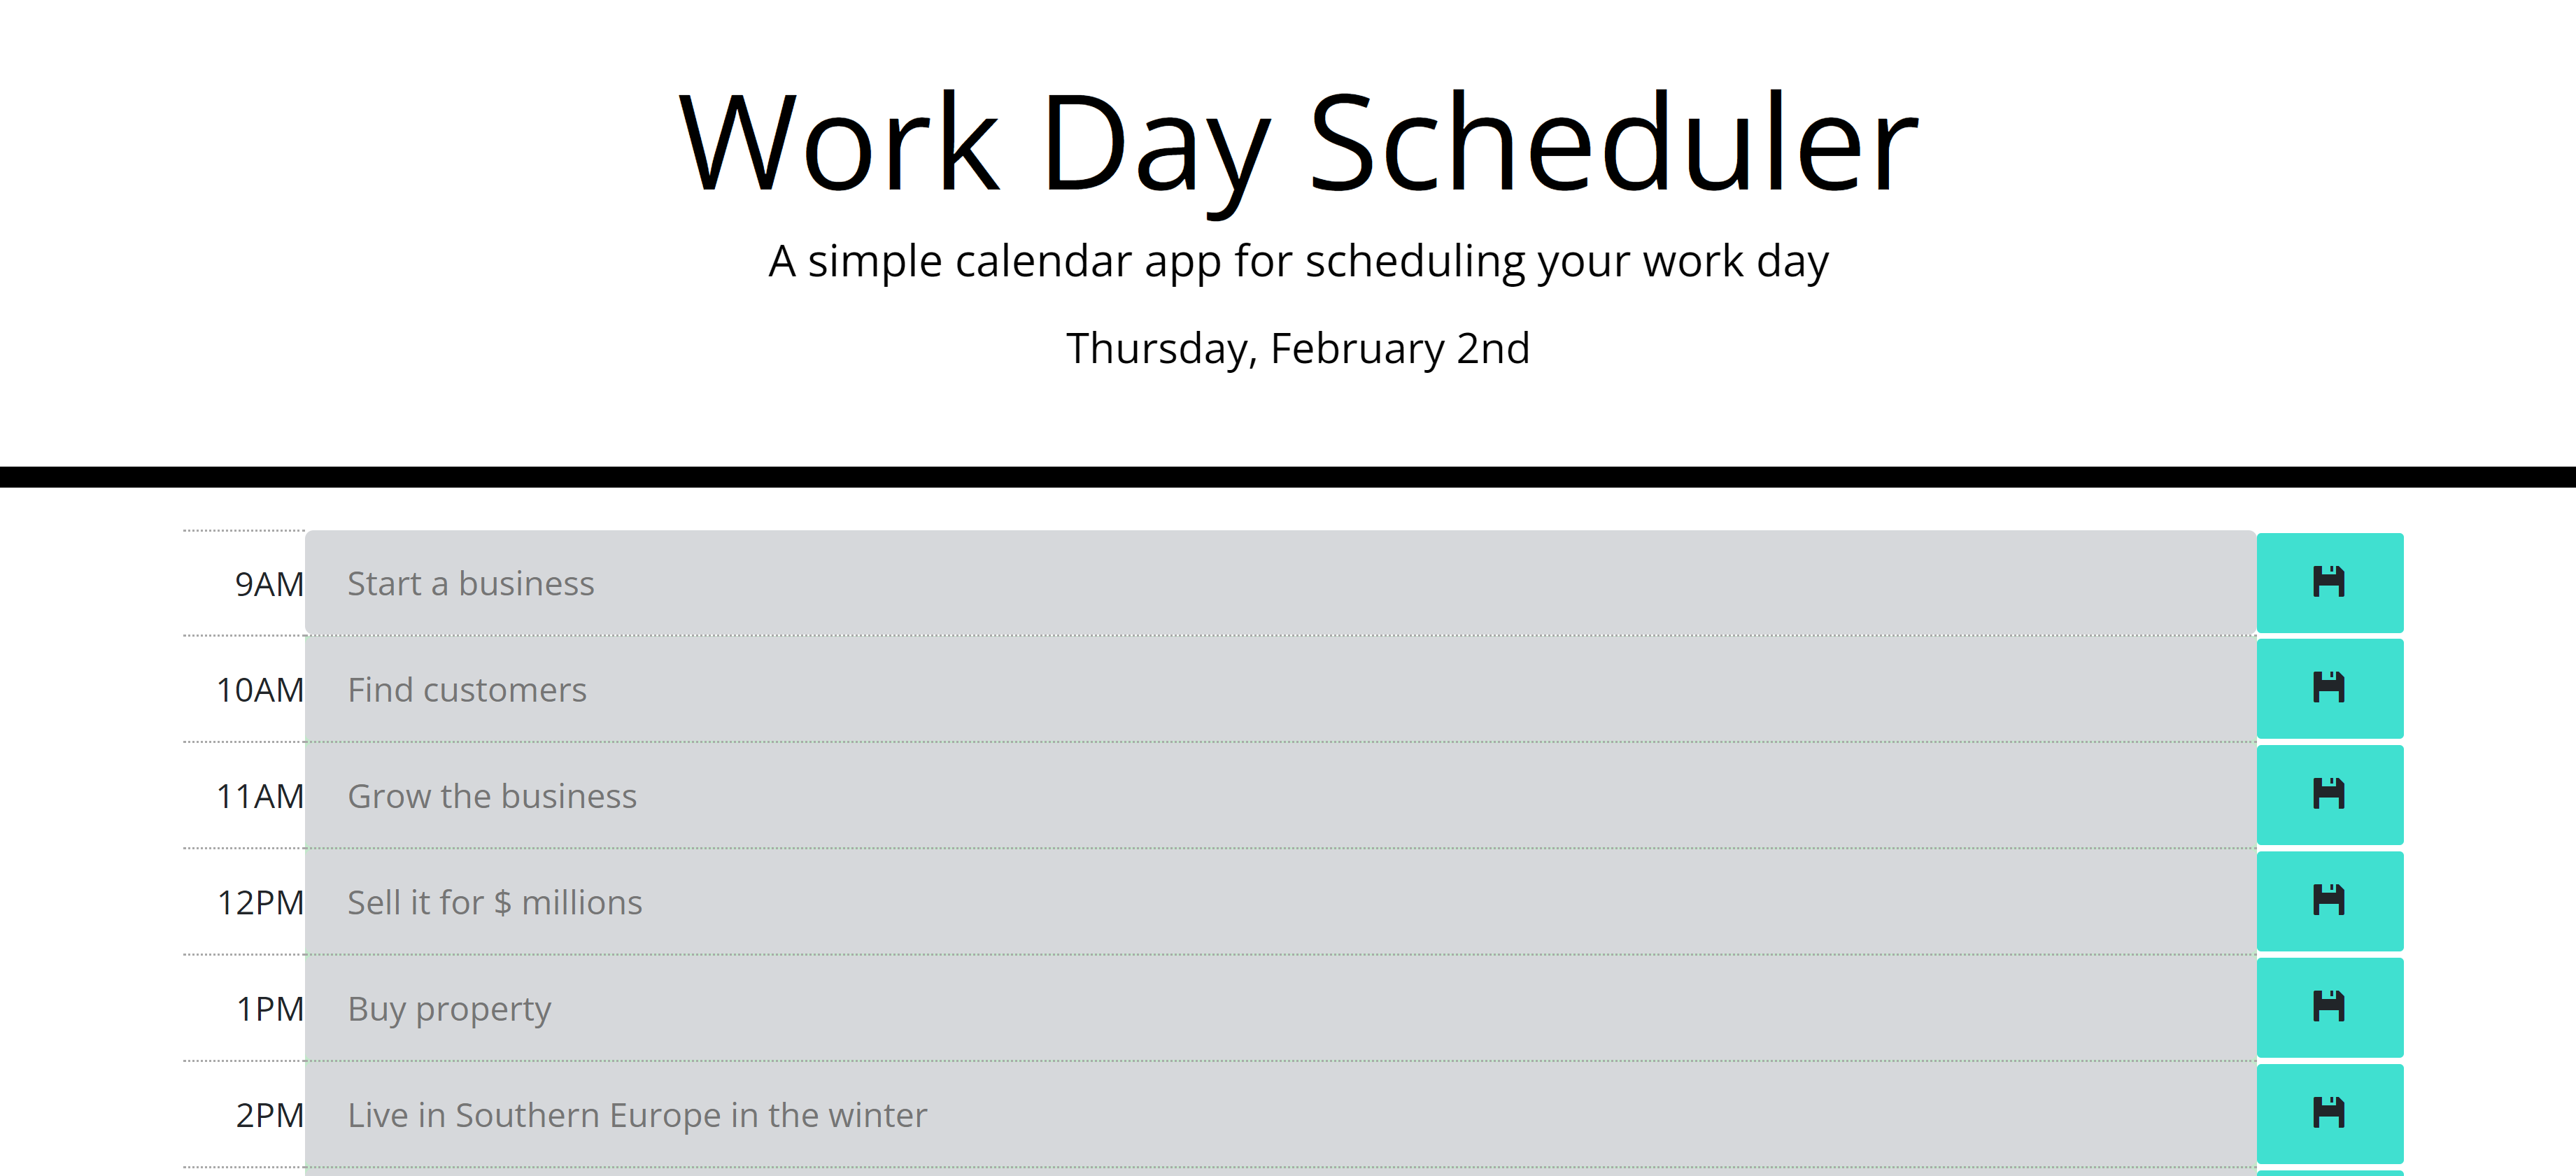 Work Day Scheduler
A simple calendar app for scheduling your work day
Thursday, February 2nd
9AM Start a business
10AM Find customers
11AM Grow the business
12PM Sell it for $ millions
1PM Buy property
2PM Live in Southern Europe in the winter